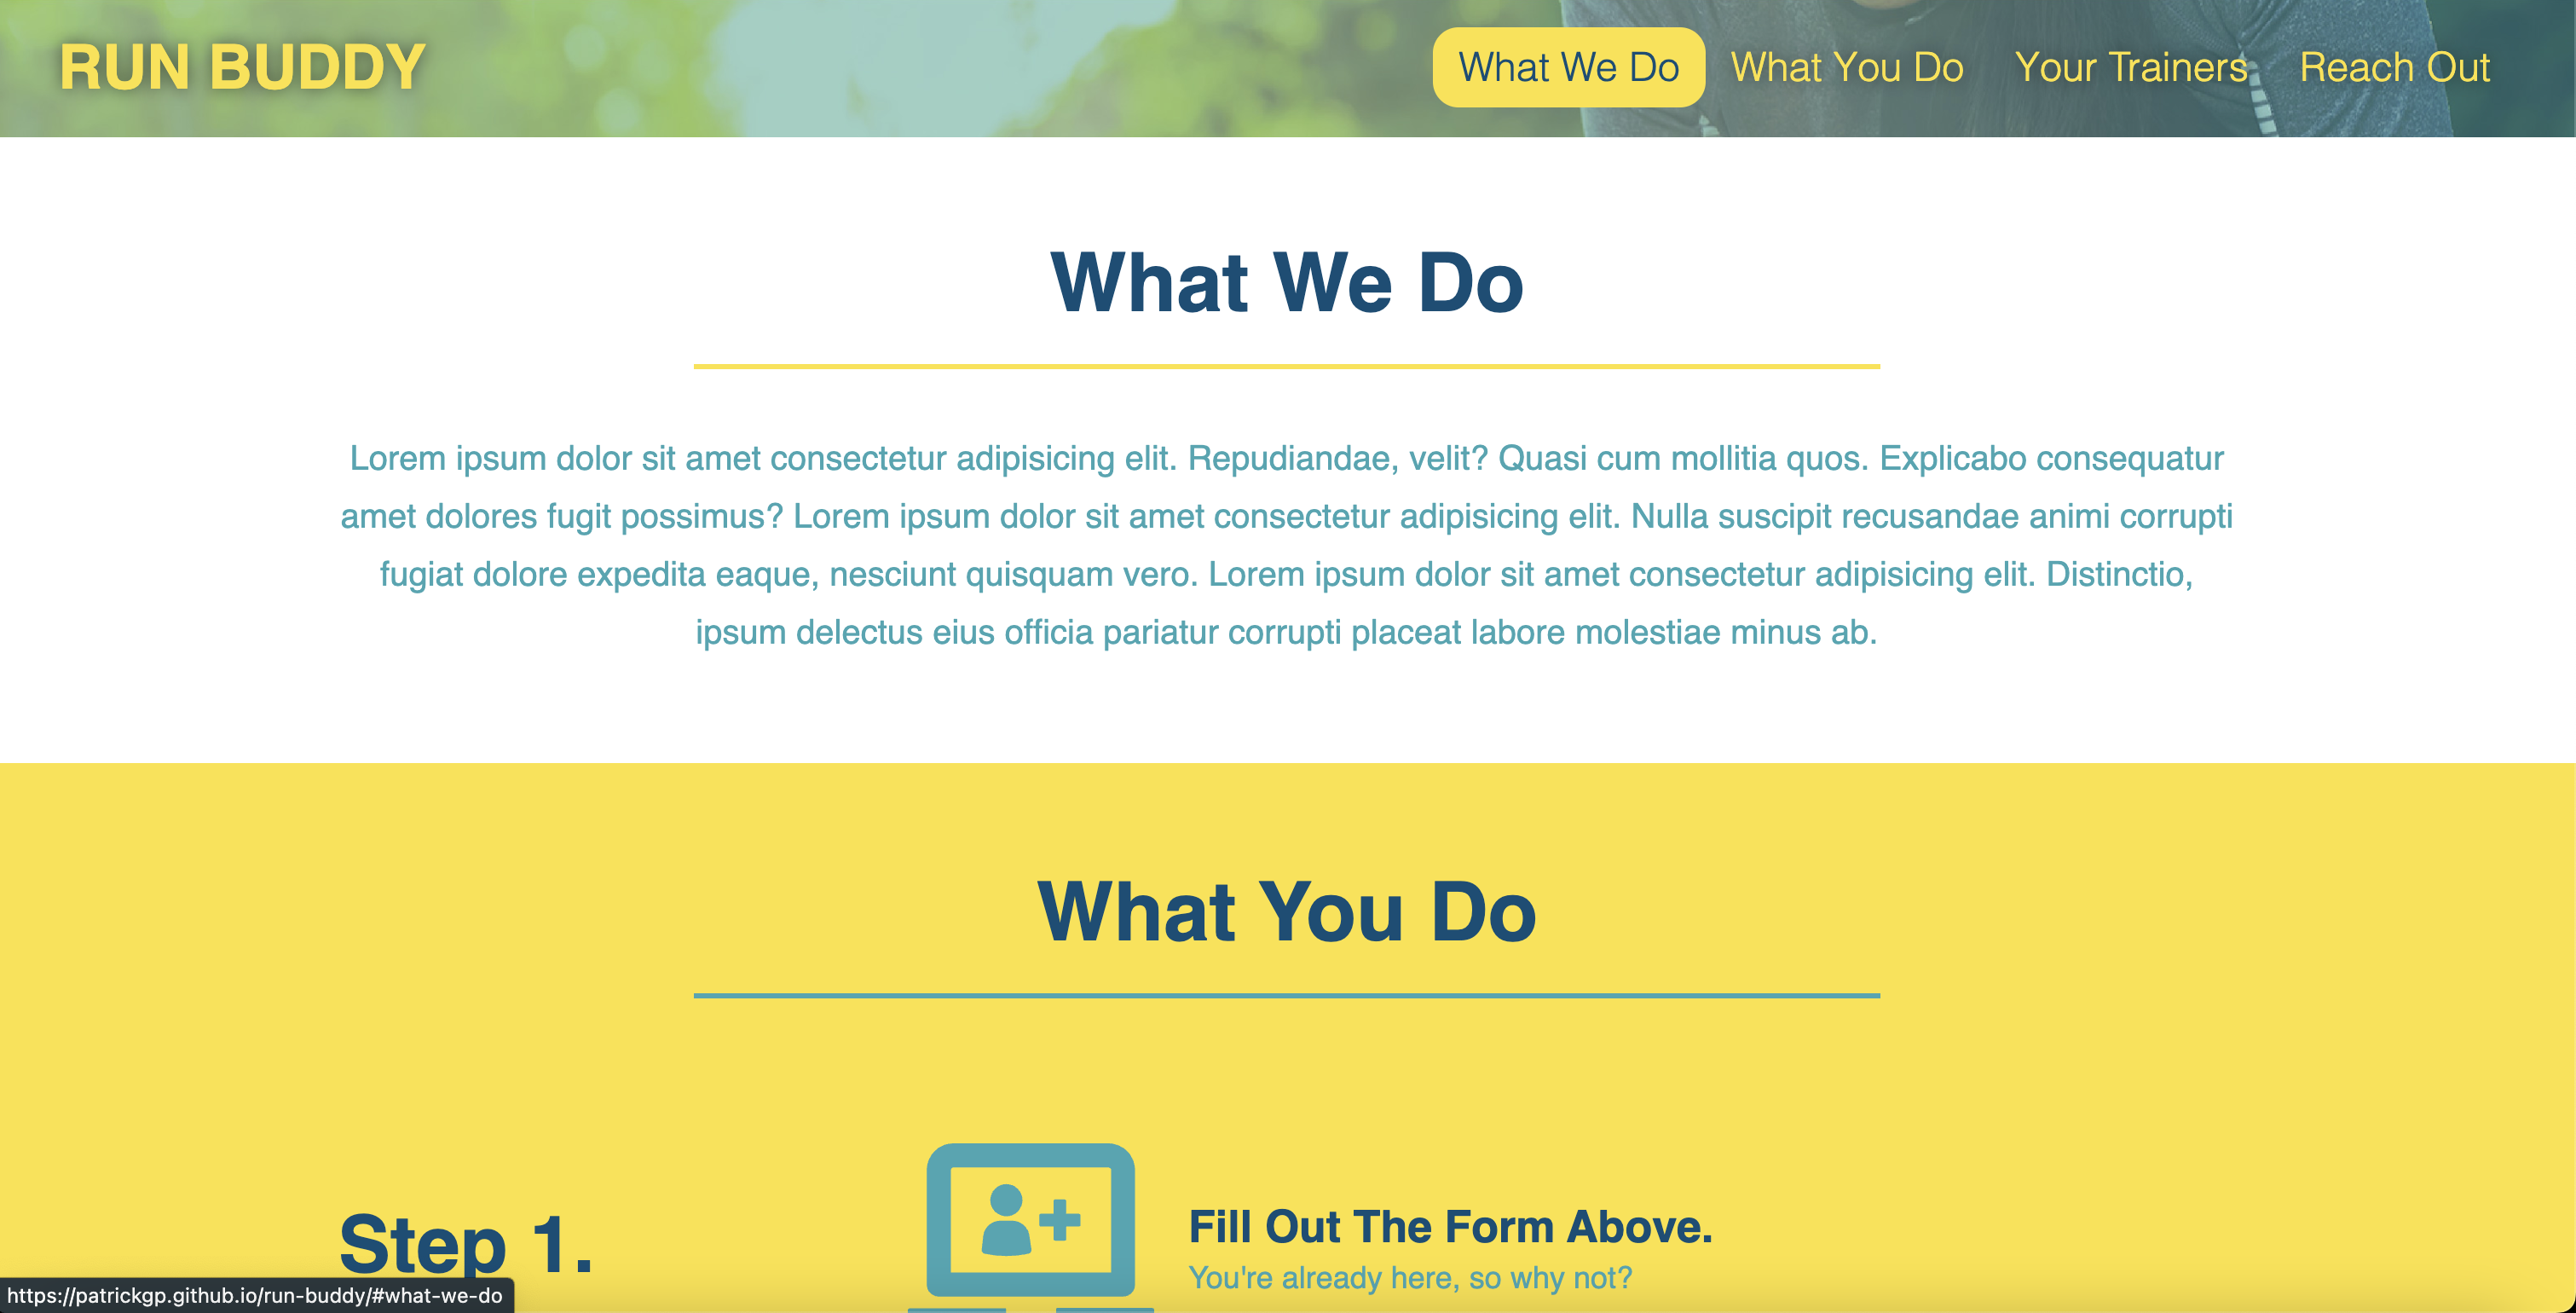 RUN BUDDY
What We Do What You Do Your Trainers Reach Out
What We Do
Lorem ipsum dolor sit amet consectetur adipisicing elit. Repudiandae, velit? Quasi cum mollitia quos. Explicabo consequatur
amet dolores fugit possimus? Lorem ipsum dolor sit amet consectetur adipisicing elit. Nulla suscipit recusandae animi corrupti
fugiat dolore expedita eaque, nesciunt quisquam vero. Lorem ipsum dolor sit amet consectetur adipisicing elit. Distinctio,
ipsum delectus eius officia pariatur corrupti placeat labore molestiae minus ab.
What You Do
Step 1.
Fill Out The Form Above.
You're already here, so why not?
https://patrickgp.github.io/run-buddy/#what-we-do